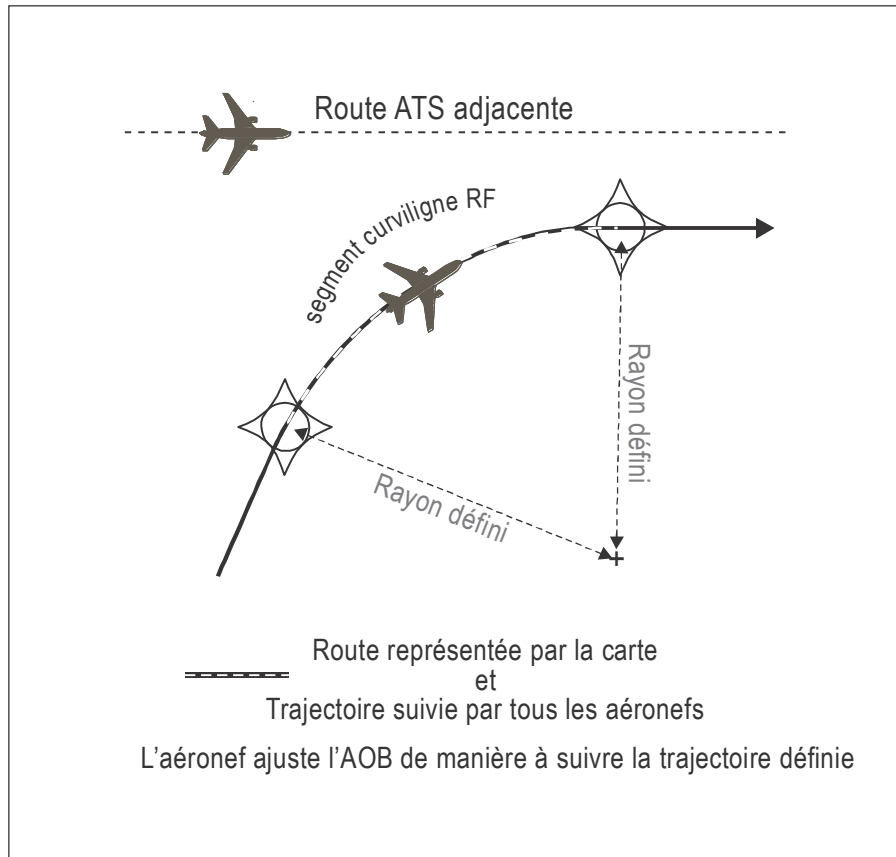 Route ATS adjacente
segment curviligne RF
Rayon défini
Rayon défini
Route représentée par la carte
et
Trajectoire suivie par tous les aéronefs
L'aéronef ajuste l'AOB de manière à suivre la trajectoire définie